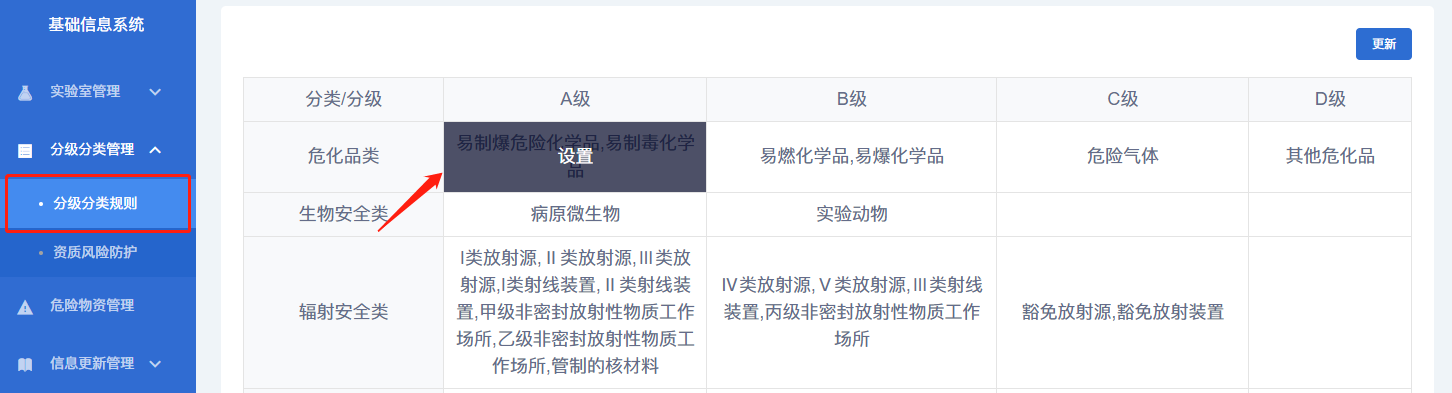 基础信息系统
实验室管理
分级分类管理
分级分类规则
资质风险防护
危险物资管理
信息更新管理
更新
分类/分级
A级
B级
C级
D级
危化品类
易制爆危险化学品,易制毒化学
品
设置
易燃化学品,易爆化学品
危险气体
其他危化品
生物安全类
病原微生物
实验动物
辐射安全类
I类放射源,Ⅱ类放射源,Ⅲ类放
射源,I类射线装置,Ⅱ类射线装
置,甲级非密封放射性物质工作
场所,乙级非密封放射性物质工
作场所,管制的核材料
Ⅳ类放射源,Ⅴ类放射源,Ⅲ类射线
装置,丙级非密封放射性物质工作
场所
豁免放射源,豁免放射装置